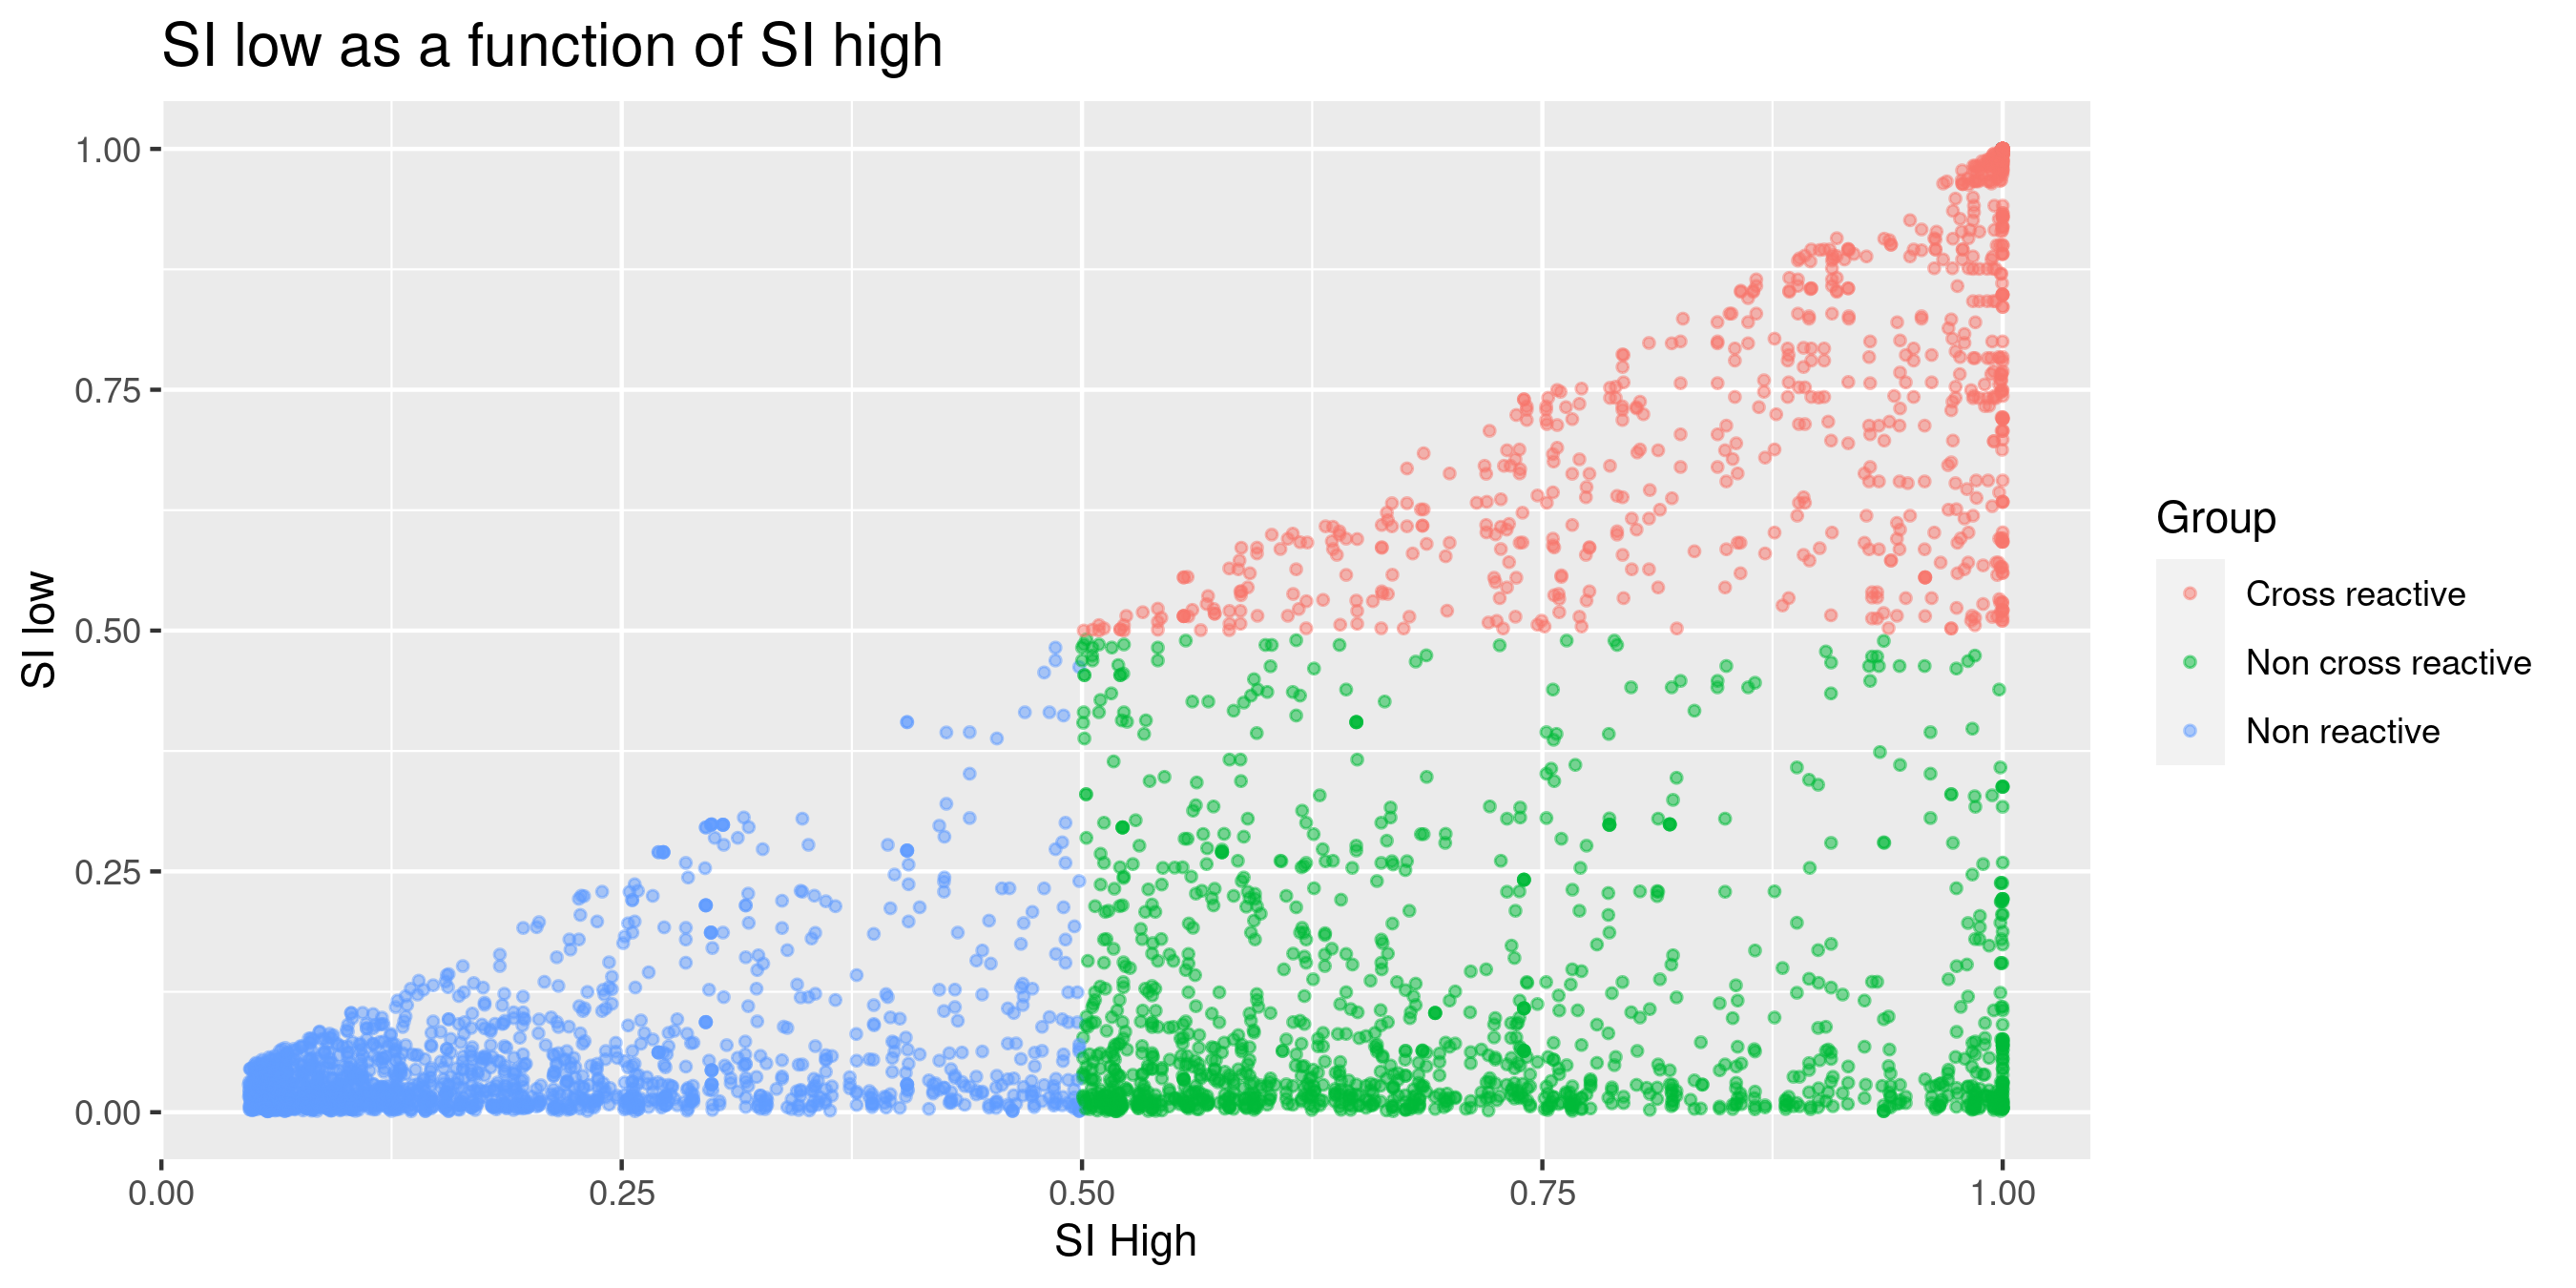 SI low as a function of SI high
1.00
0.75
0.50
0.25
0.00
SI low
0.00 0.25 0.50 0.75 1.00
SI High
Group
Cross reactive
Non cross reactive
Non reactive